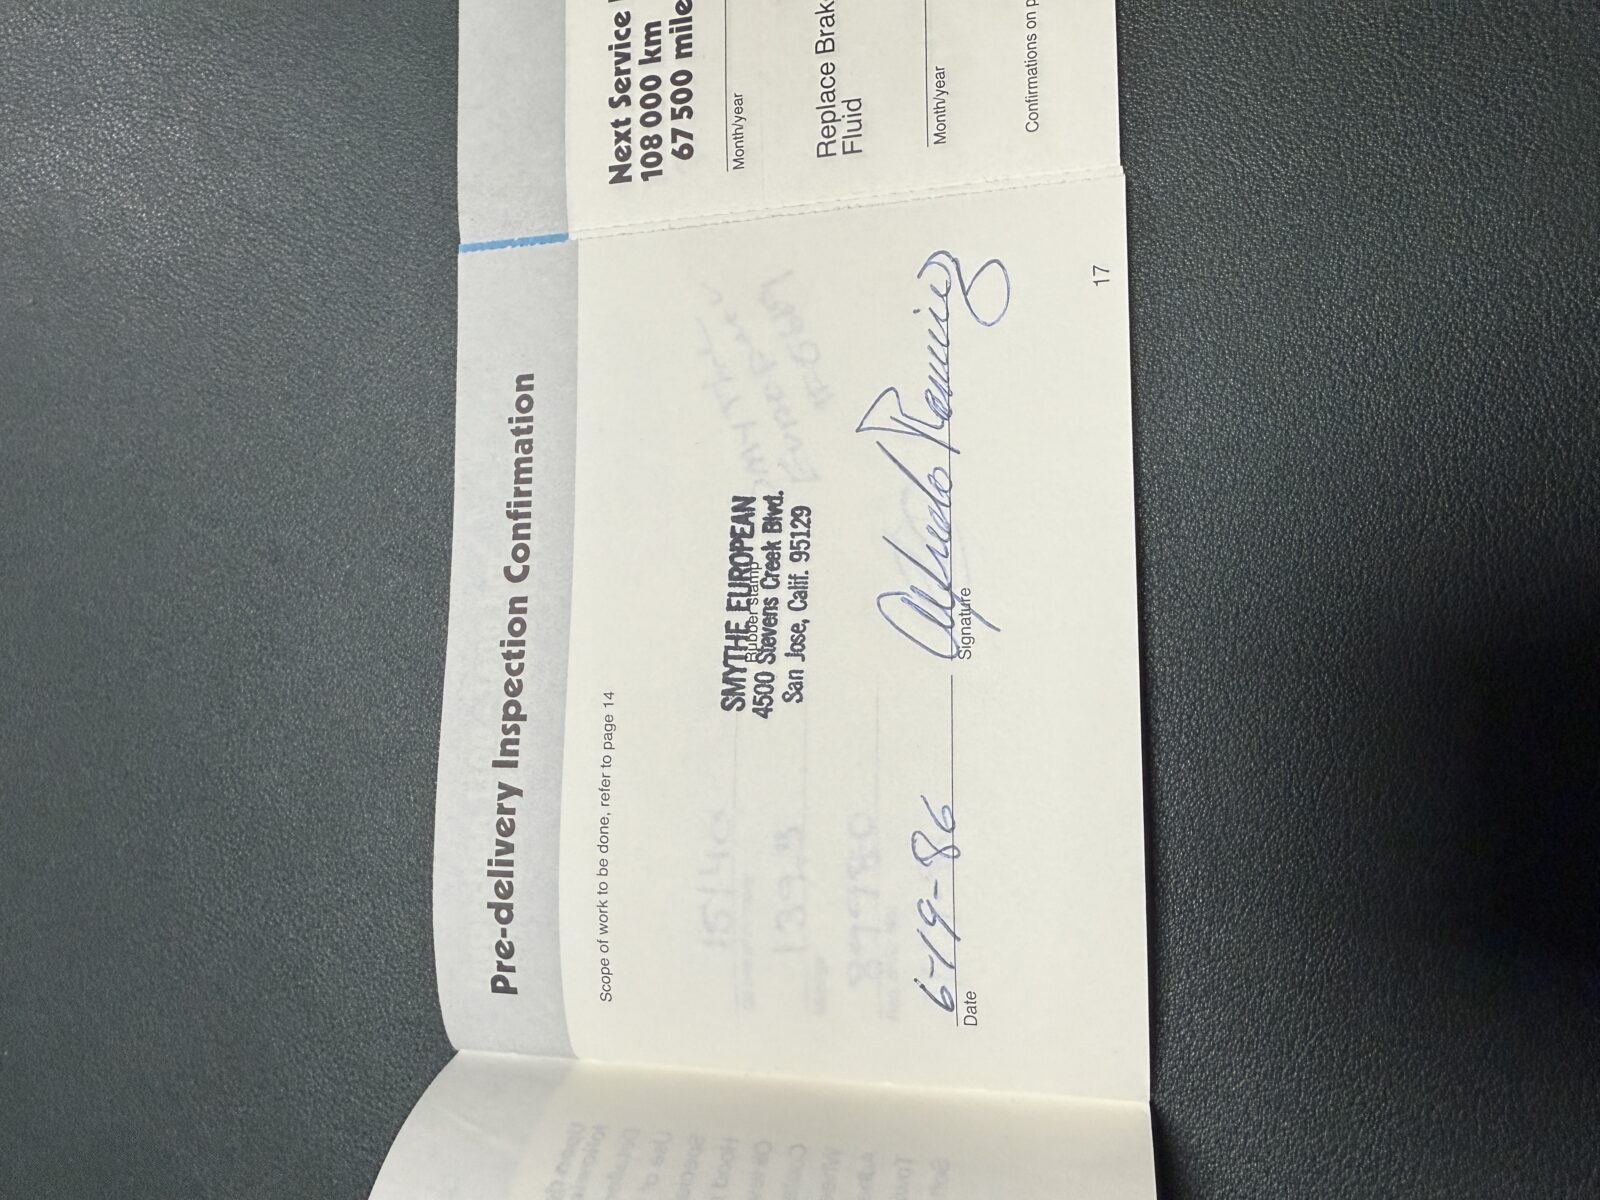 Pre-delivery Inspection Confirmation
Scope of work to be done, refer to page 14
SMYTHE EUROPEAN
Rubber stamp
4500 Stevens Creek Blvd.
San Jose, Calif. 95129
6-19-86
Alfredo Ramirez
Date
Signature
17
Next Service
108 000 km
67 500 mile
Month/year
Replace Brak
Fluid
Month/year
Confirmations on p